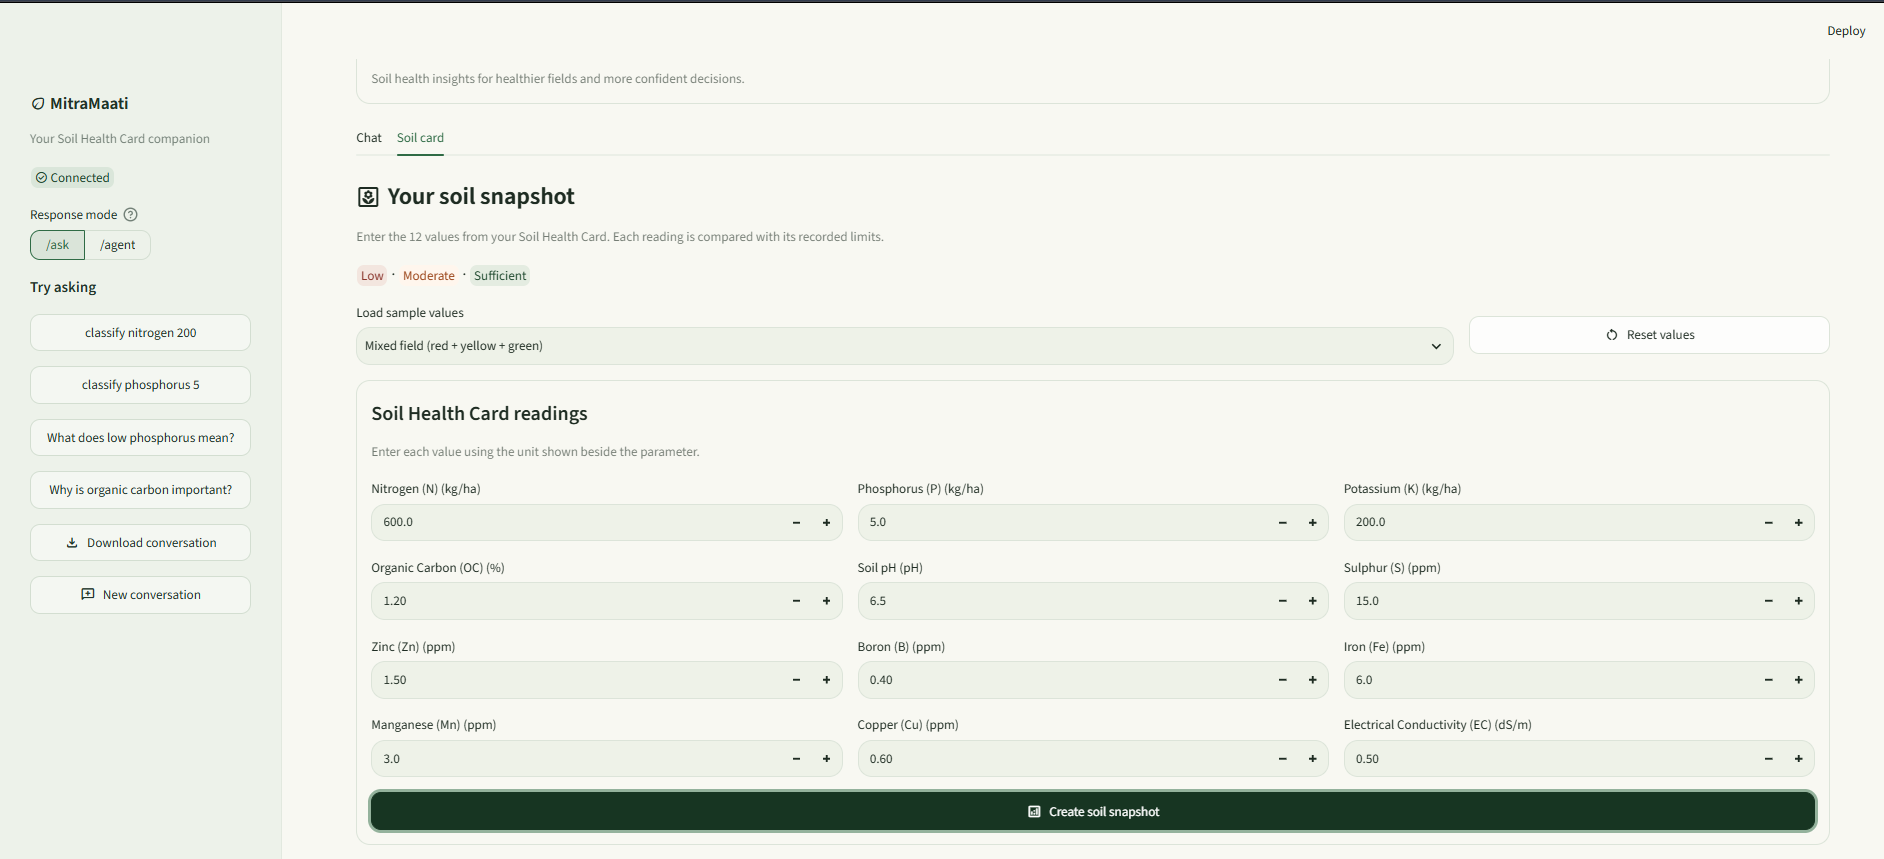 Deploy
MitraMaati
Your Soil Health Card companion
Connected
Response mode
/ask /agent
Try asking
classify nitrogen 200
classify phosphorus 5
What does low phosphorus mean?
Why is organic carbon important?
Download conversation
New conversation
Soil health insights for healthier fields and more confident decisions.
Chat Soil card
Your soil snapshot
Enter the 12 values from your Soil Health Card. Each reading is compared with its recorded limits.
Low · Moderate · Sufficient
Load sample values
Mixed field (red + yellow + green)
Reset values
Soil Health Card readings
Enter each value using the unit shown beside the parameter.
Nitrogen (N) (kg/ha) Phosphorus (P) (kg/ha) Potassium (K) (kg/ha)
600.0 − + 5.0 − + 200.0 − +
Organic Carbon (OC) (%) Soil pH (pH) Sulphur (S) (ppm)
1.20 − + 6.5 − + 15.0 − +
Zinc (Zn) (ppm) Boron (B) (ppm) Iron (Fe) (ppm)
1.50 − + 0.40 − + 6.0 − +
Manganese (Mn) (ppm) Copper (Cu) (ppm) Electrical Conductivity (EC) (dS/m)
3.0 − + 0.60 − + 0.50 − +
Create soil snapshot